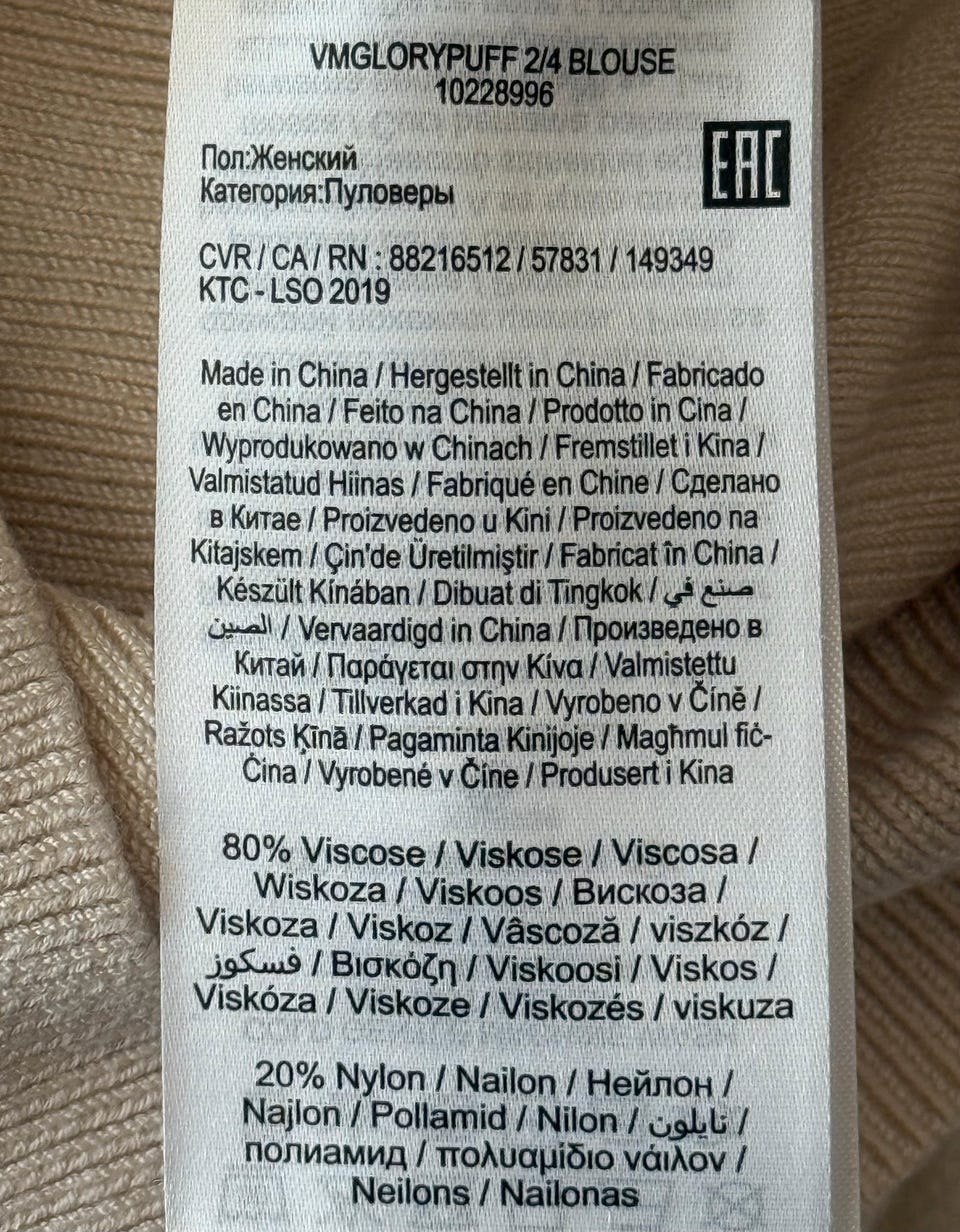 VMGLORYPUFF 2/4 BLOUSE
10228996
EAC
Пол:Женский
Категория:Пуловеры
CVR / CA / RN : 88216512 / 57831 / 149349
KTC - LSO 2019
Made in China / Hergestellt in China / Fabricado
en China / Feito na China / Prodotto in Cina /
Wyprodukowano w Chinach / Fremstillet i Kina /
Valmistatud Hiinas / Fabriqué en Chine / Сделано
в Китае / Proizvedeno u Kini / Proizvedeno na
Kitajskem / Çin'de Üretilmiştir / Fabricat în China /
Készült Kínában / Dibuat di Tingkok / صنع في
الصين / Vervaardigd in China / Произведено в
Китай / Παράγεται στην Κίνα / Valmistettu
Kiinassa / Tillverkad i Kina / Vyrobeno v Číně /
Ražots Ķīnā / Pagaminta Kinijoje / Magħmul fiċ-
Ċina / Vyrobené v Číne / Produsert i Kina
80% Viscose / Viskose / Viscosa /
Wiskoza / Viskoos / Вискоза /
Viskoza / Viskoz / Vâscoză / viszkóz /
فسكوز / Βισκόζη / Viskoosi / Viskos /
Viskóza / Viskoze / Viskozés / viskuza
20% Nylon / Nailon / Нейлон /
Najlon / Pollamid / Nilon / نايلون /
полиамид / πολυαμίδιο νάιλον /
Neilons / Nailonas